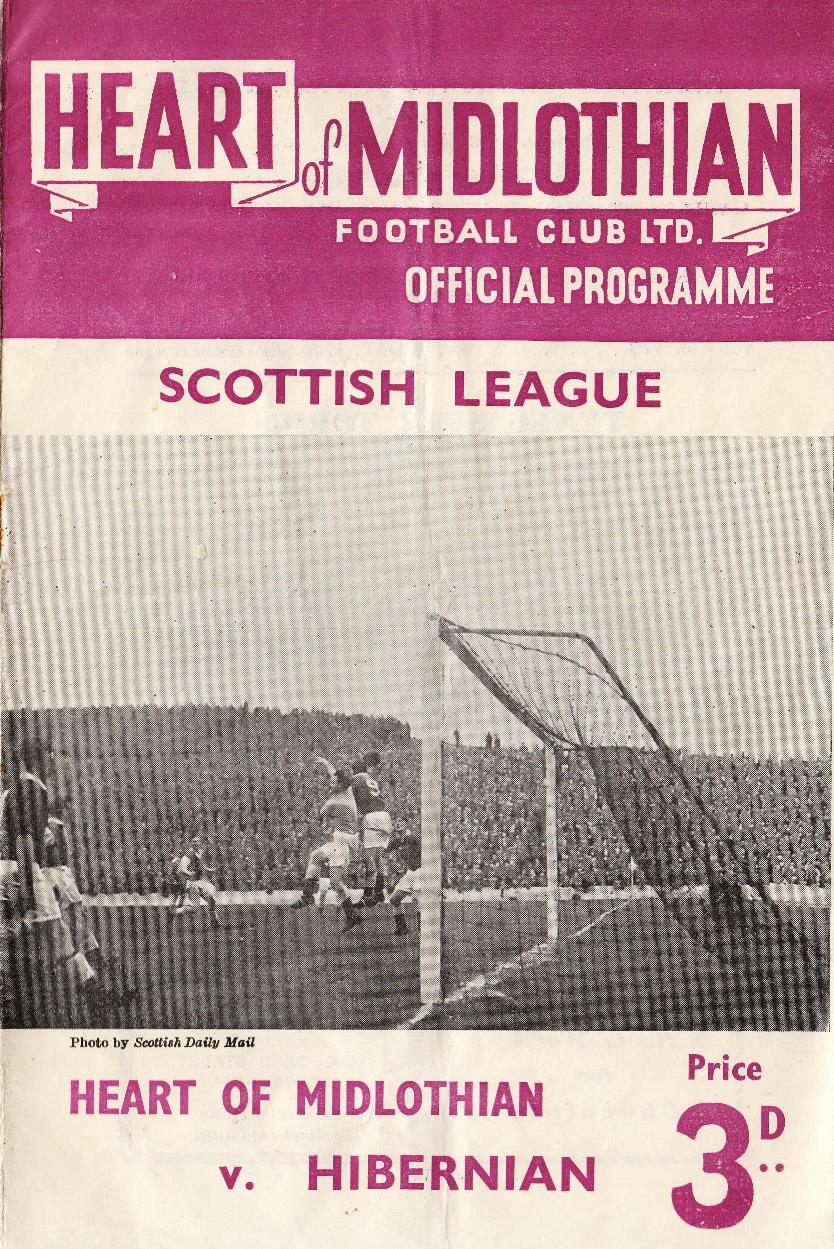 HEART
of MIDLOTHIAN
FOOTBALL CLUB LTD.
OFFICIAL PROGRAMME
SCOTTISH LEAGUE
9
Photo by Scottish Daily Mail
HEART OF MIDLOTHIAN
v. HIBERNIAN
Price
3D